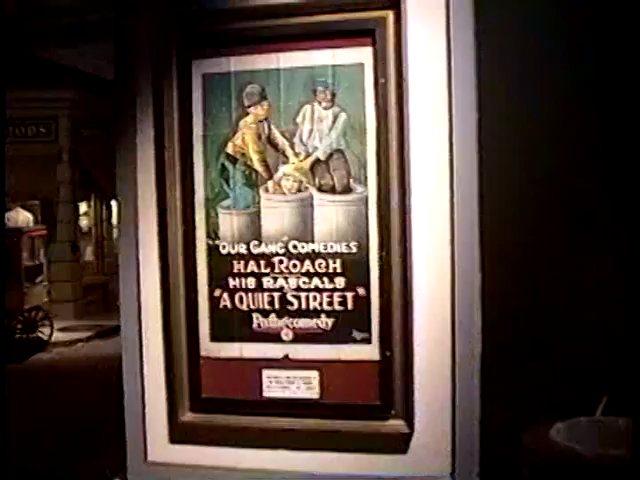 "OUR GANG" COMEDIES
HAL ROACH
HIS RASCALS
"A QUIET STREET"
Pathécomedy